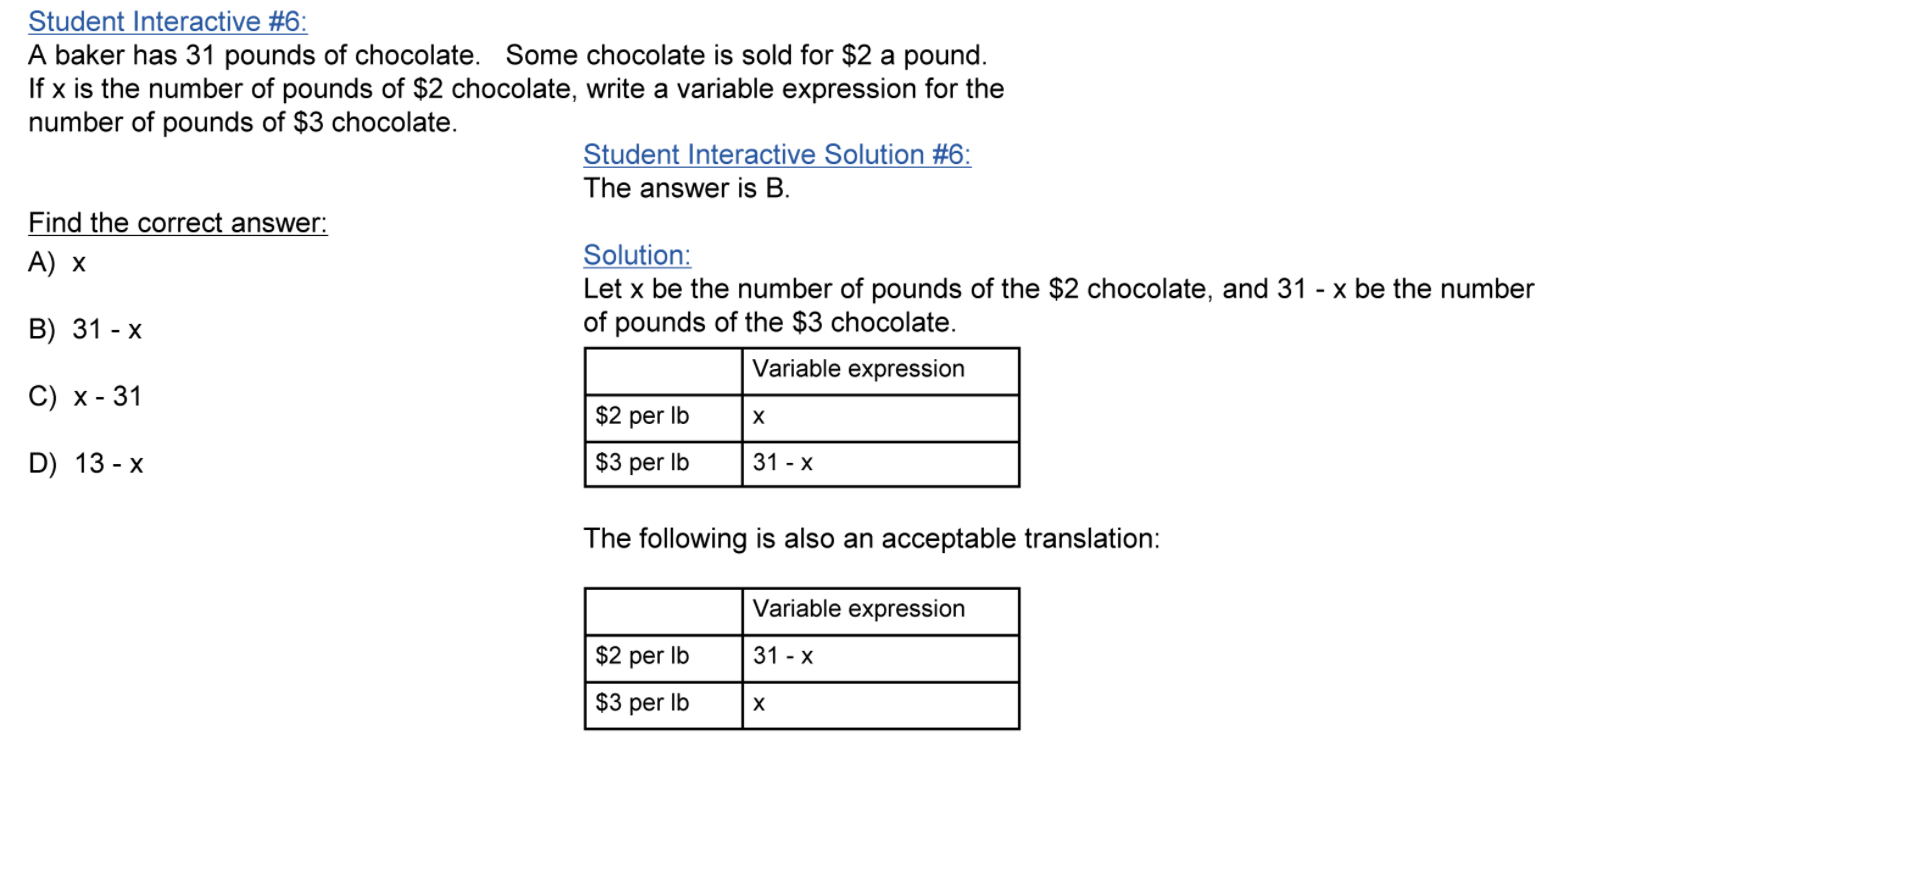 Student Interactive #6:
A baker has 31 pounds of chocolate.   Some chocolate is sold for $2 a pound.
If x is the number of pounds of $2 chocolate, write a variable expression for the
number of pounds of $3 chocolate.
Student Interactive Solution #6:
The answer is B.
Find the correct answer:
A)  x
B)  31 - x
C)  x - 31
D)  13 - x
Solution:
Let x be the number of pounds of the $2 chocolate, and 31 - x be the number
of pounds of the $3 chocolate.
Variable expression
$2 per lb x
$3 per lb 31 - x
The following is also an acceptable translation:
Variable expression
$2 per lb 31 - x
$3 per lb x